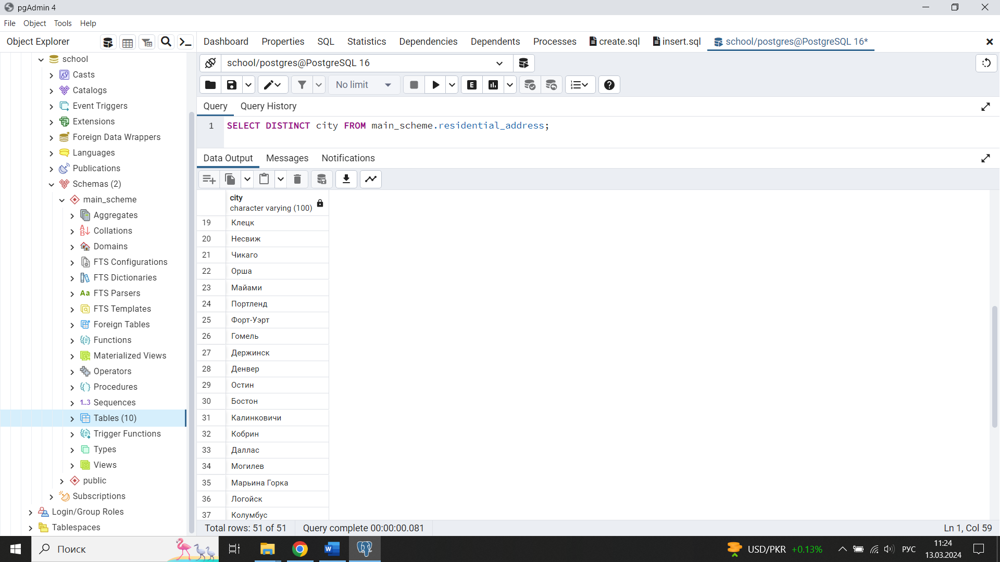 pgAdmin 4
File Object Tools Help
Object Explorer
Dashboard Properties SQL Statistics Dependencies Dependents Processes create.sql insert.sql school/postgres@PostgreSQL 16*
school
Casts
Catalogs
Event Triggers
Extensions
Foreign Data Wrappers
Languages
Publications
Schemas (2)
main_scheme
Aggregates
Collations
Domains
FTS Configurations
FTS Dictionaries
Aa FTS Parsers
FTS Templates
Foreign Tables
Functions
Materialized Views
Operators
Procedures
1..3 Sequences
Tables (10)
Trigger Functions
Types
Views
public
Subscriptions
Login/Group Roles
Tablespaces
school/postgres@PostgreSQL 16
No limit E
Query Query History
1 SELECT DISTINCT city FROM main_scheme.residential_address;
Data Output Messages Notifications
city
character varying (100)
19 Клецк
20 Несвиж
21 Чикаго
22 Орша
23 Майами
24 Портленд
25 Форт-Уэрт
26 Гомель
27 Держинск
28 Денвер
29 Остин
30 Бостон
31 Калинковичи
32 Кобрин
33 Даллас
34 Могилев
35 Марьина Горка
36 Логойск
37 Колумбус
Total rows: 51 of 51 Query complete 00:00:00.081 Ln 1, Col 59
Поиск
USD/PKR +0.13% РУС
11:24
13.03.2024